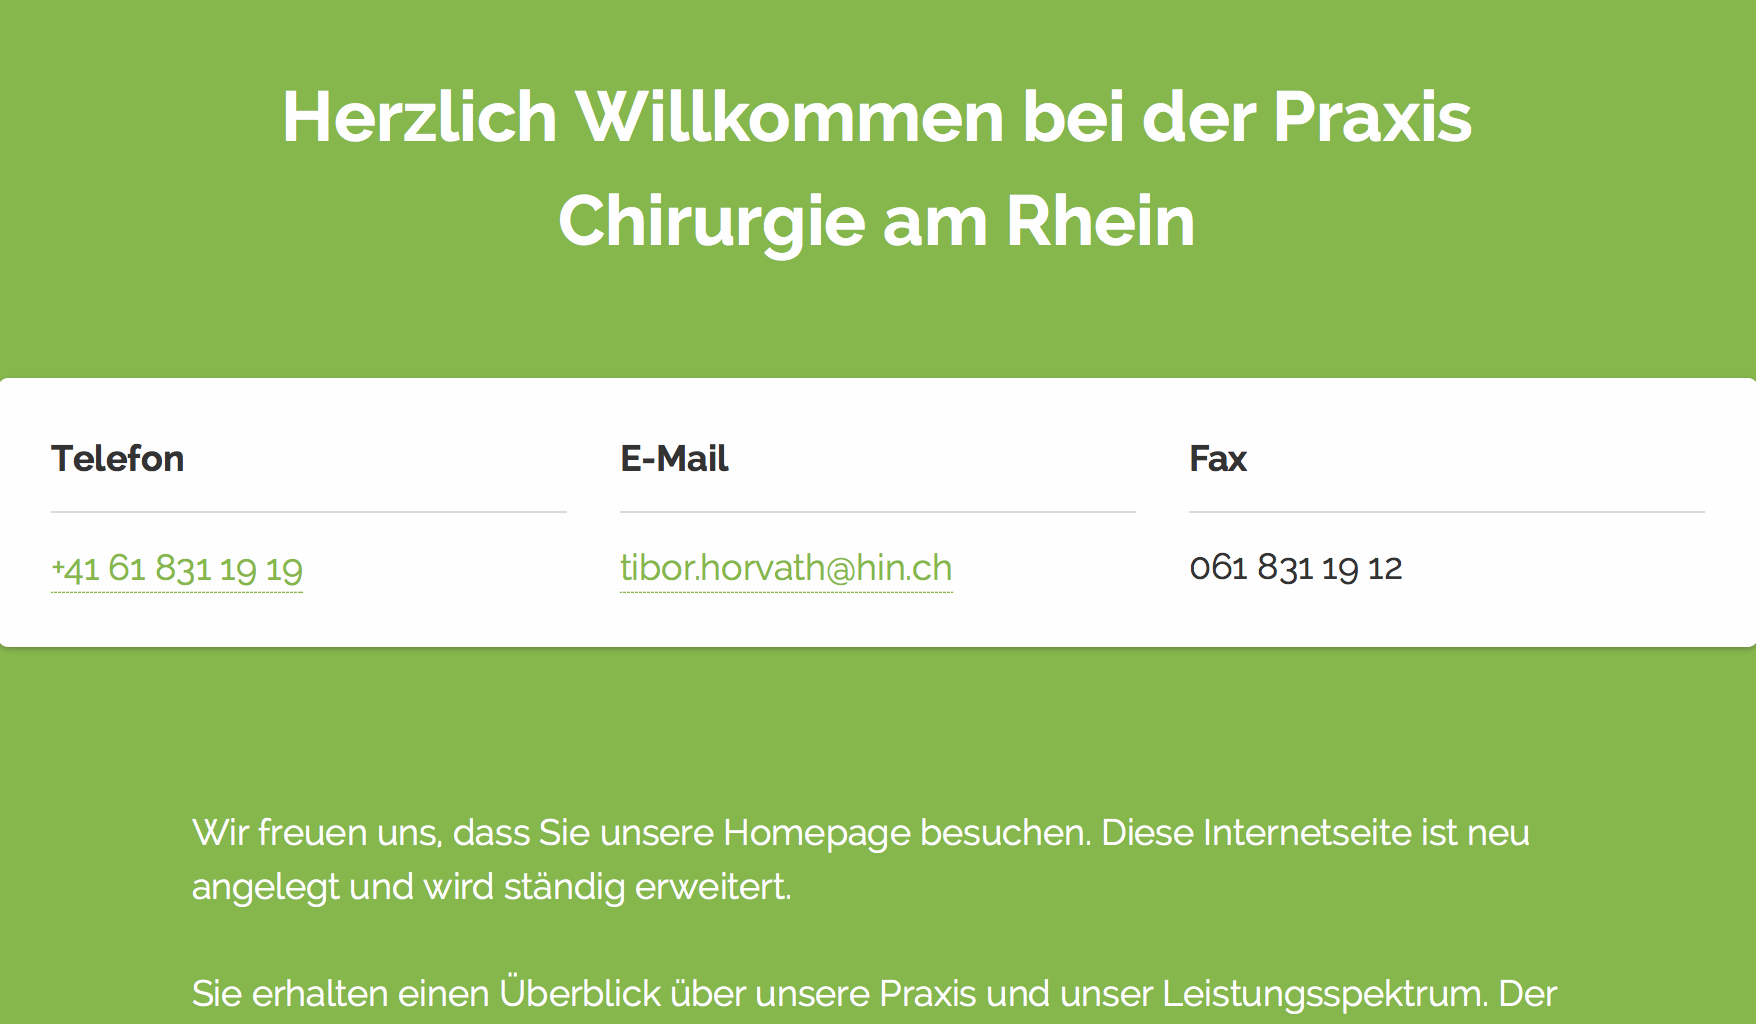 Herzlich Willkommen bei der Praxis
Chirurgie am Rhein
Telefon
+41 61 831 19 19
E-Mail
tibor.horvath@hin.ch
Fax
061 831 19 12
Wir freuen uns, dass Sie unsere Homepage besuchen. Diese Internetseite ist neu
angelegt und wird ständig erweitert.
Sie erhalten einen Überblick über unsere Praxis und unser Leistungsspektrum. Der